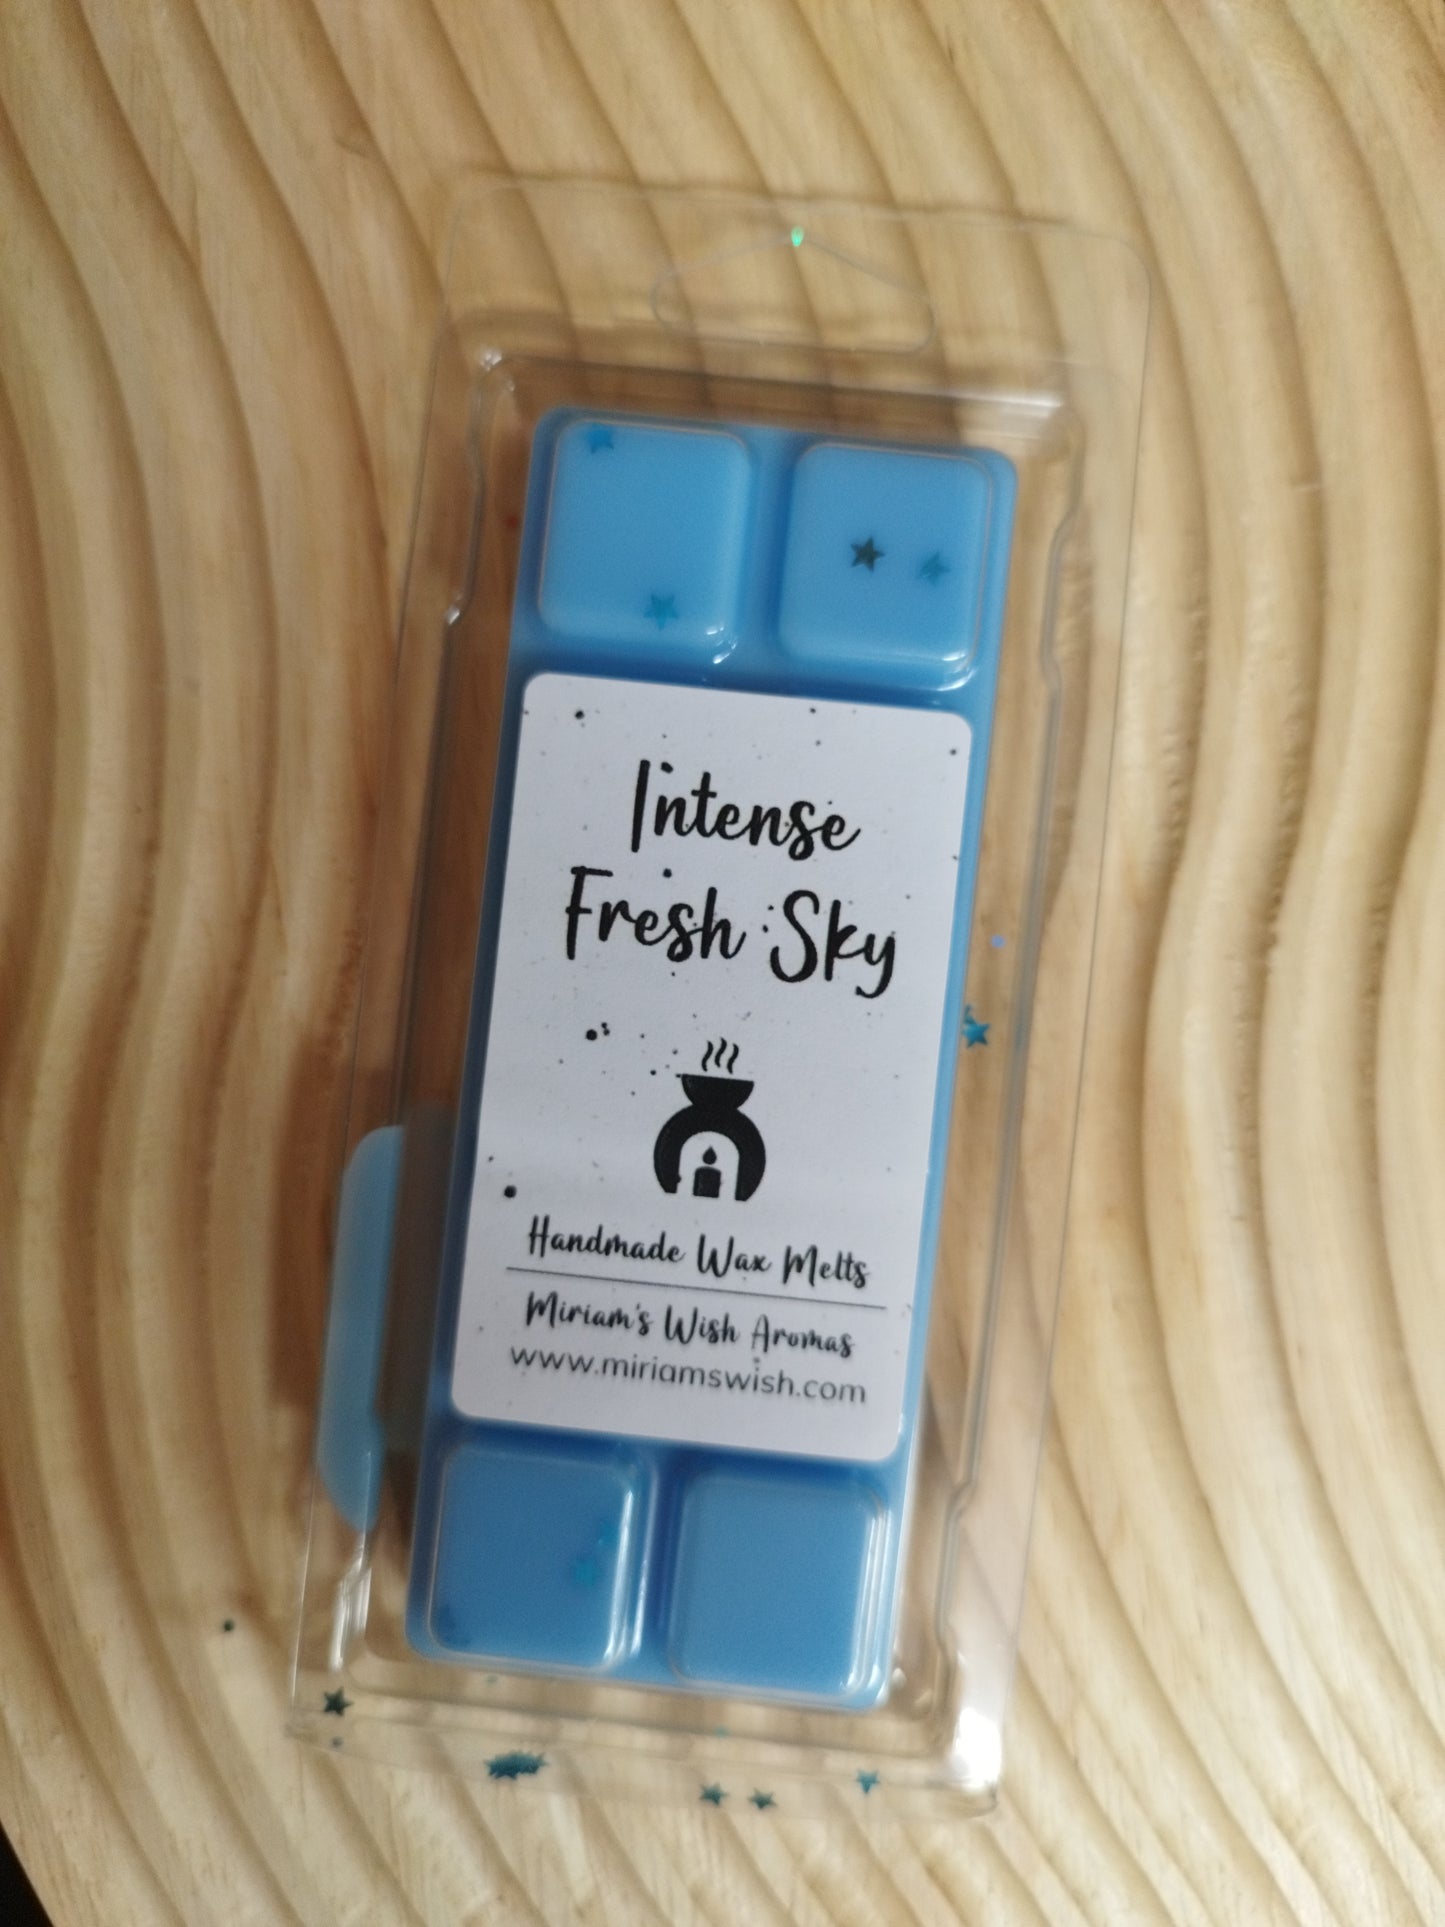 Intense
Fresh Sky
Handmade Wax Melts
Miriam's Wish Aromas
www.miriamswish.com